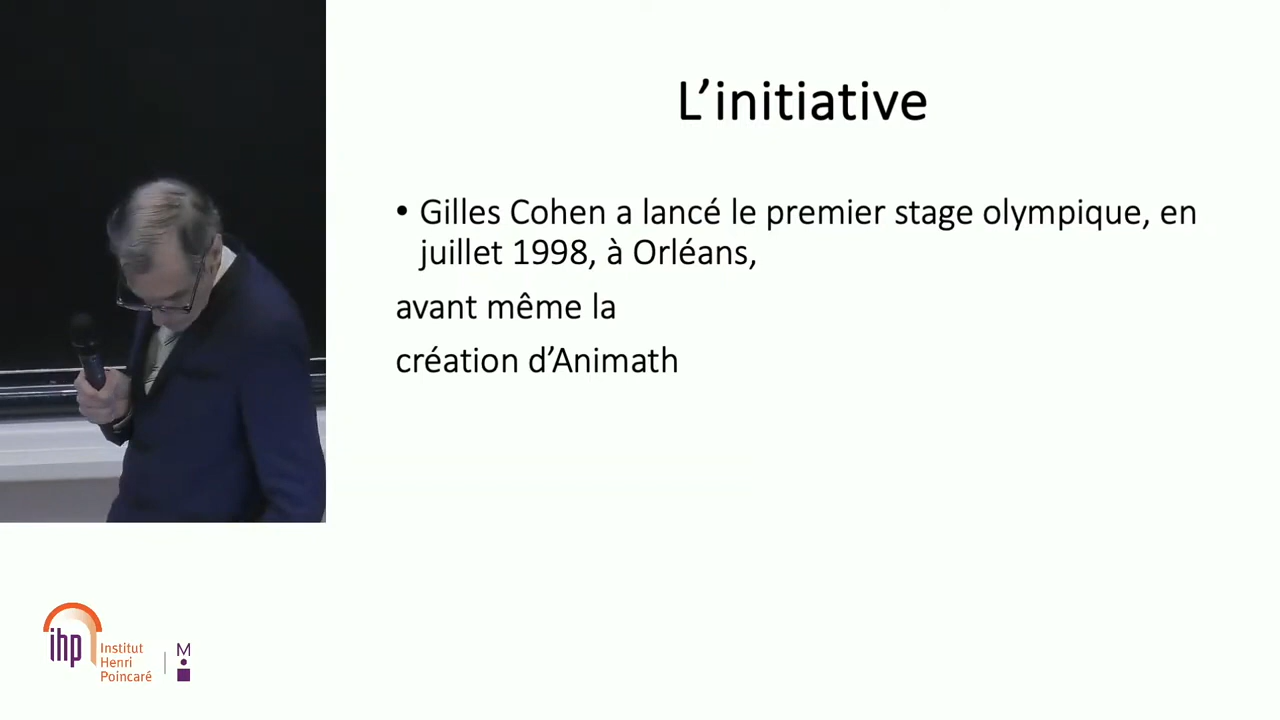 L’initiative
• Gilles Cohen a lancé le premier stage olympique, en
juillet 1998, à Orléans,
avant même la
création d’Animath
ihp
Institut
Henri
Poincaré
M